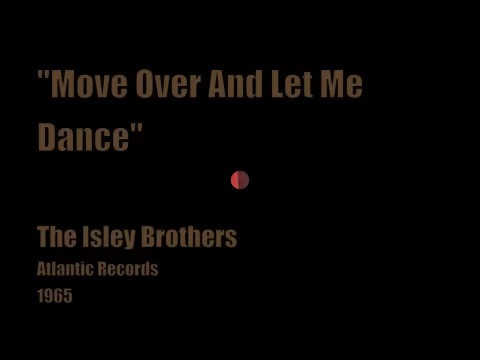 "Move Over And Let Me
Dance"
The Isley Brothers
Atlantic Records
1965